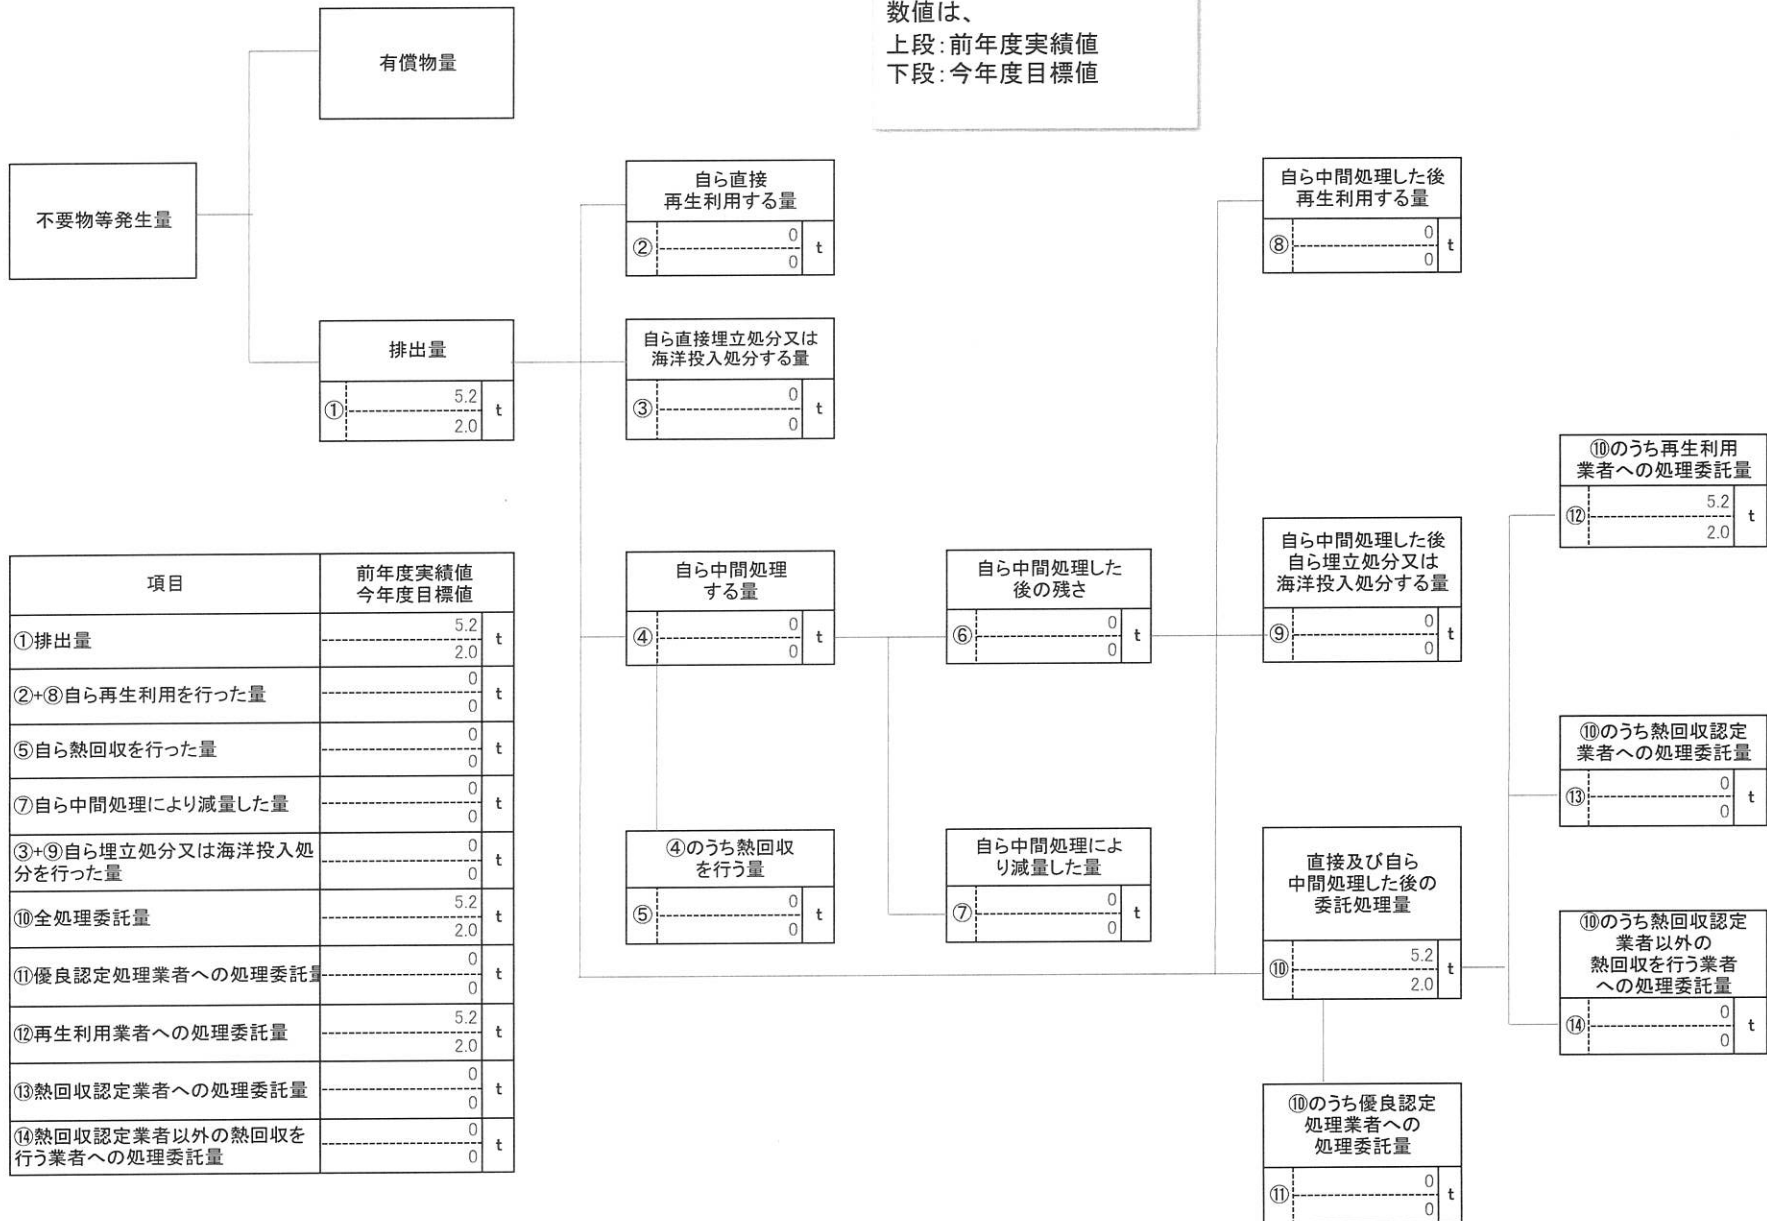 数値は、
上段：前年度実績値
下段：今年度目標値
有償物量
不要物等発生量
排出量
①
5.2
2.0
t
自ら直接
再生利用する量
②
0
0
t
自ら直接埋立処分又は
海洋投入処分する量
③
0
0
t
自ら中間処理
する量
④
0
0
t
④のうち熱回収
を行う量
⑤
0
0
t
自ら中間処理した
後の残さ
⑥
0
0
t
自ら中間処理によ
り減量した量
⑦
0
0
t
自ら中間処理した後
再生利用する量
⑧
0
0
t
自ら中間処理した後
自ら埋立処分又は
海洋投入処分する量
⑨
0
0
t
直接及び自ら
中間処理した後の
委託処理量
⑩
5.2
2.0
t
⑩のうち優良認定
処理業者への
処理委託量
⑪
0
0
t
⑩のうち再生利用
業者への処理委託量
⑫
5.2
2.0
t
⑩のうち熱回収認定
業者への処理委託量
⑬
0
0
t
⑩のうち熱回収認定
業者以外の
熱回収を行う業者
への処理委託量
⑭
0
0
t
項目
前年度実績値
今年度目標値
①排出量
5.2
2.0
t
②+⑧自ら再生利用を行った量
0
0
t
⑤自ら熱回収を行った量
0
0
t
⑦自ら中間処理により減量した量
0
0
t
③+⑨自ら埋立処分又は海洋投入処
分を行った量
0
0
t
⑩全処理委託量
5.2
2.0
t
⑪優良認定処理業者への処理委託量
0
0
t
⑫再生利用業者への処理委託量
5.2
2.0
t
⑬熱回収認定業者への処理委託量
0
0
t
⑭熱回収認定業者以外の熱回収を
行う業者への処理委託量
0
0
t